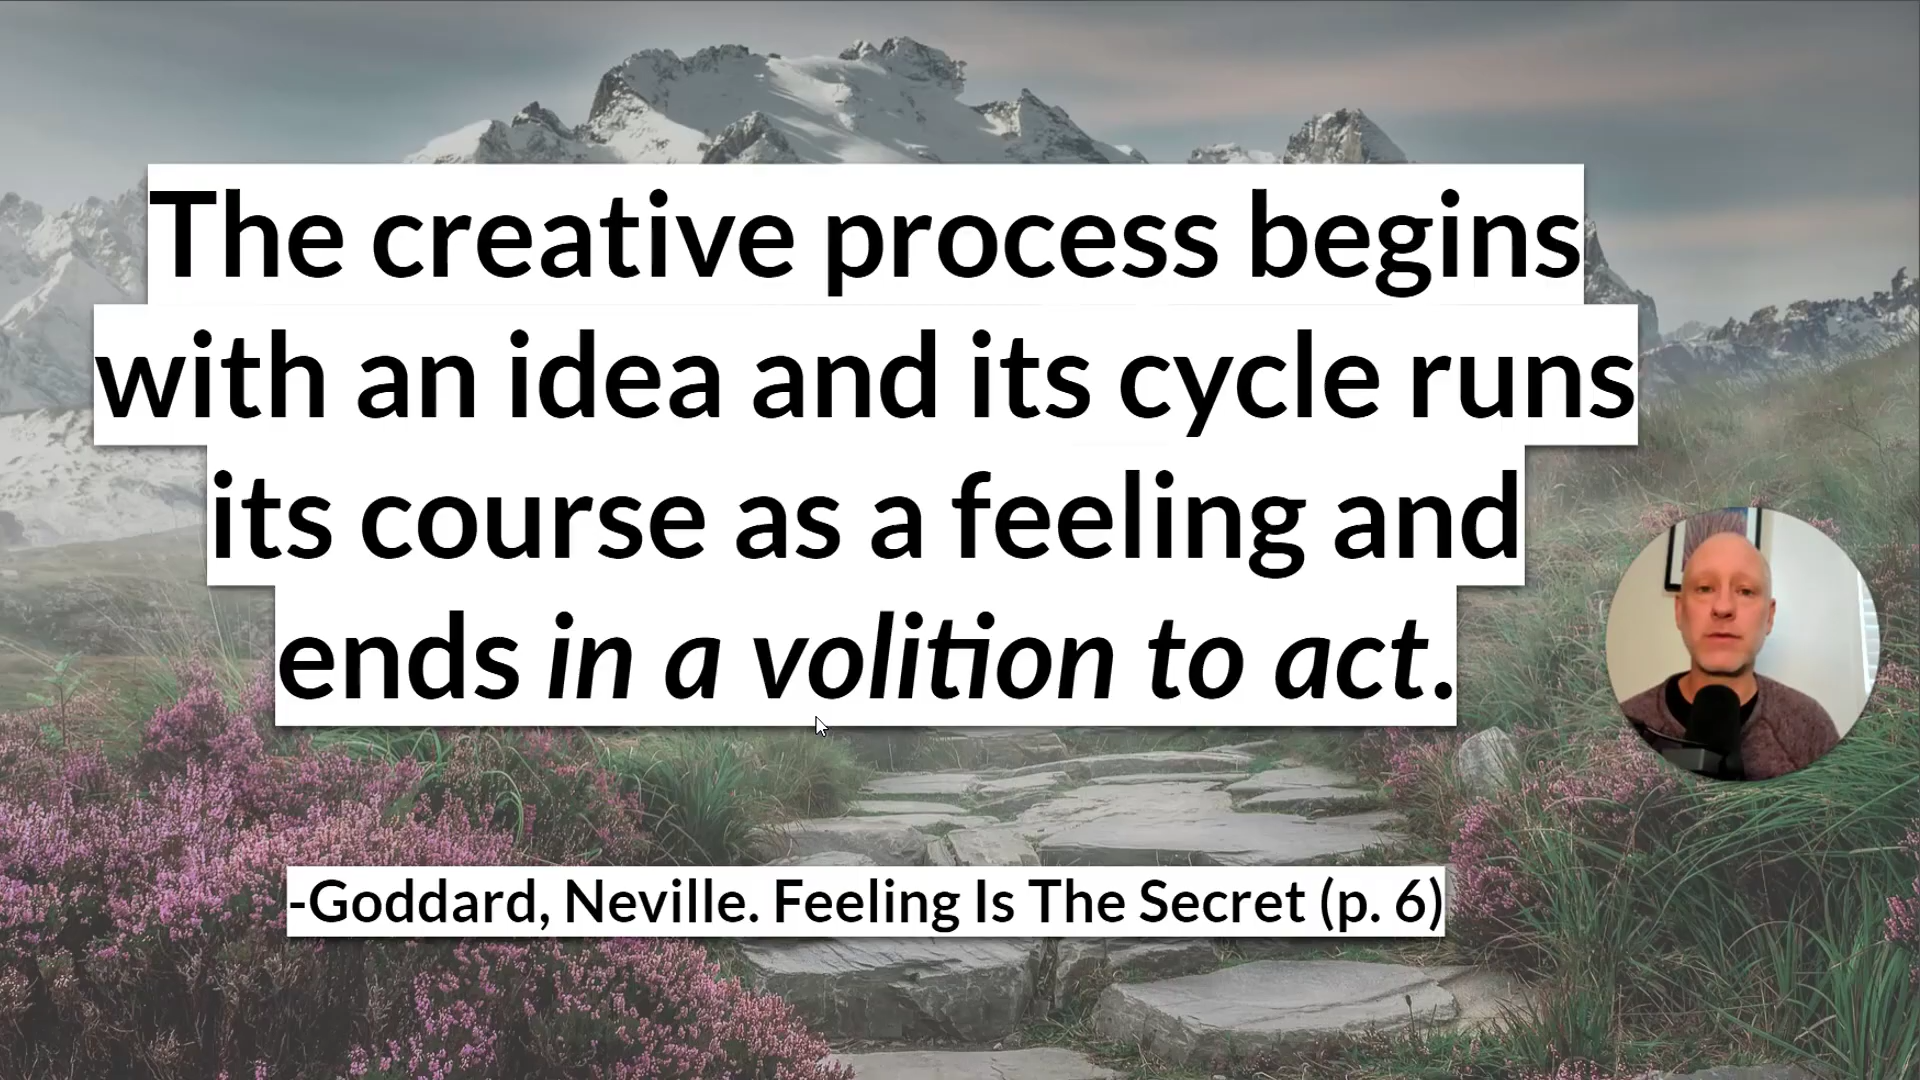 The creative process begins
with an idea and its cycle runs
its course as a feeling and
ends in a volition to act.
-Goddard, Neville. Feeling Is The Secret (p. 6)